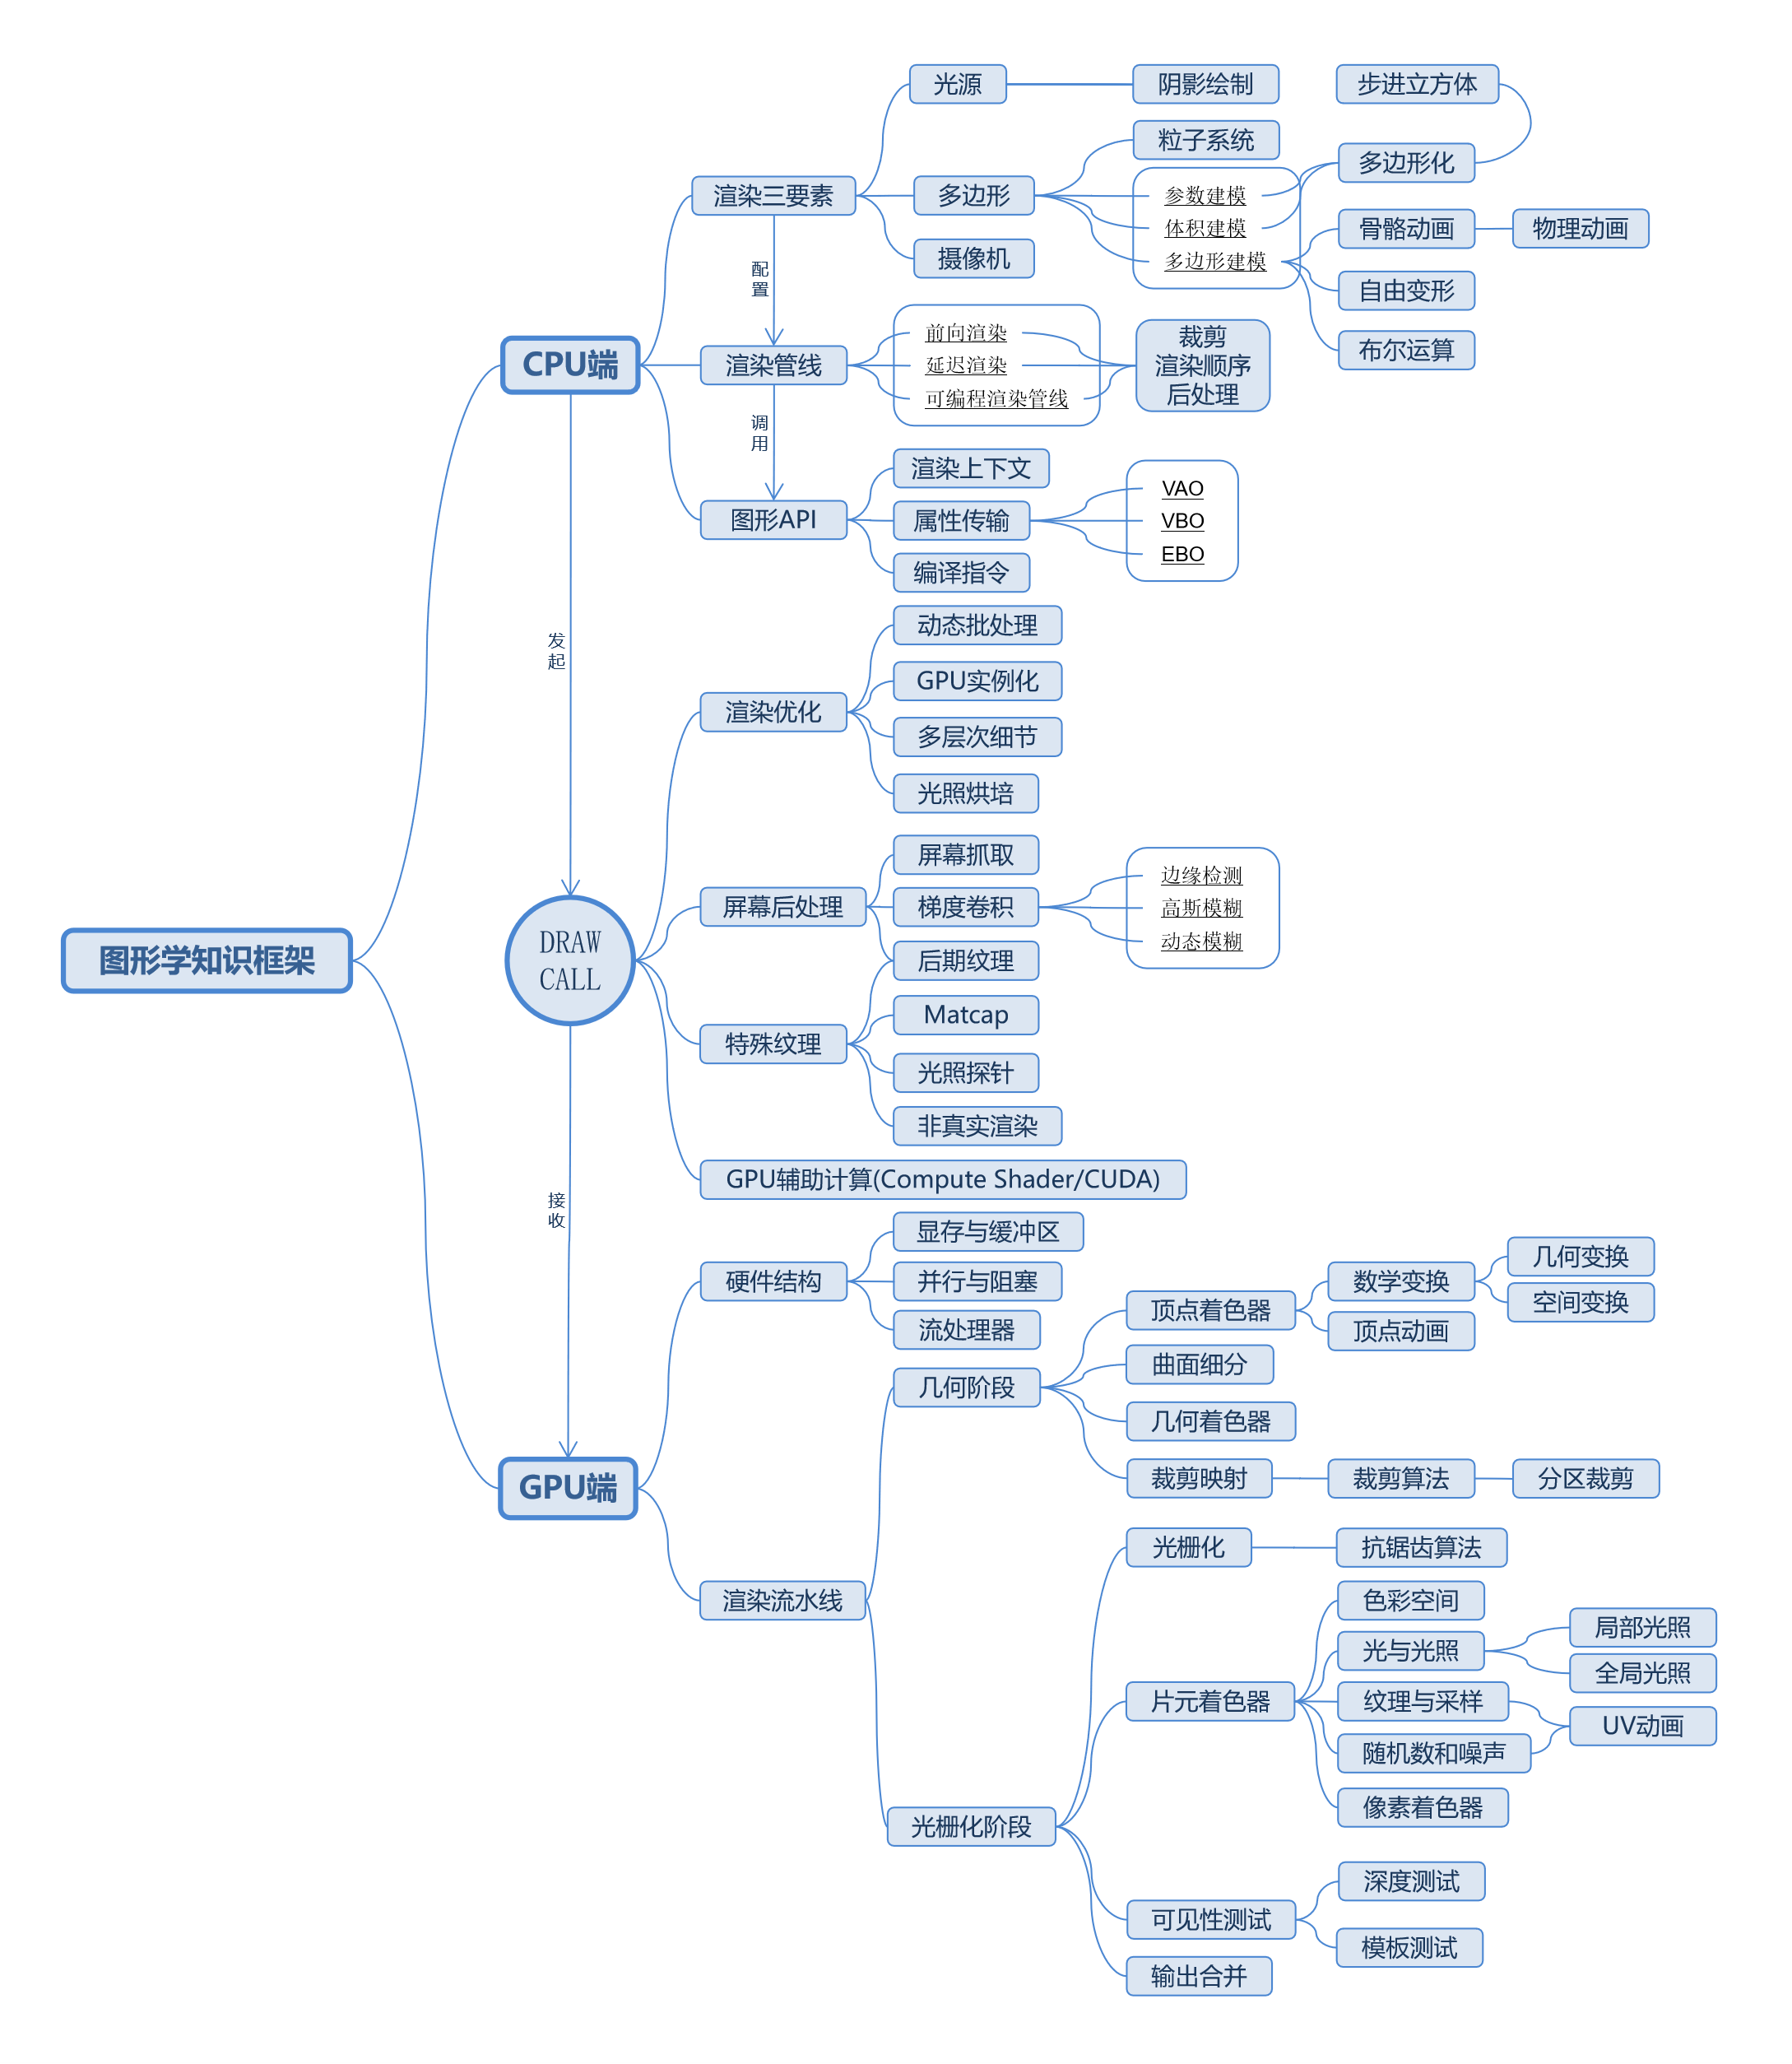 图形学知识框架
CPU端
发
起
DRAW
CALL
接
收
GPU端
渲染三要素
配
置
渲染管线
调
用
图形API
光源
阴影绘制
多边形
粒子系统
参数建模
体积建模
多边形建模
步进立方体
多边形化
骨骼动画
物理动画
自由变形
布尔运算
摄像机
前向渲染
延迟渲染
可编程渲染管线
裁剪
渲染顺序
后处理
渲染上下文
属性传输
VAO
VBO
EBO
编译指令
渲染优化
动态批处理
GPU实例化
多层次细节
光照烘培
屏幕后处理
屏幕抓取
梯度卷积
边缘检测
高斯模糊
动态模糊
后期纹理
特殊纹理
Matcap
光照探针
非真实渲染
GPU辅助计算(Compute Shader/CUDA)
硬件结构
显存与缓冲区
并行与阻塞
流处理器
渲染流水线
几何阶段
顶点着色器
数学变换
几何变换
空间变换
顶点动画
曲面细分
几何着色器
裁剪映射
裁剪算法
分区裁剪
光栅化阶段
光栅化
抗锯齿算法
片元着色器
色彩空间
光与光照
局部光照
全局光照
纹理与采样
UV动画
随机数和噪声
像素着色器
可见性测试
深度测试
模板测试
输出合并